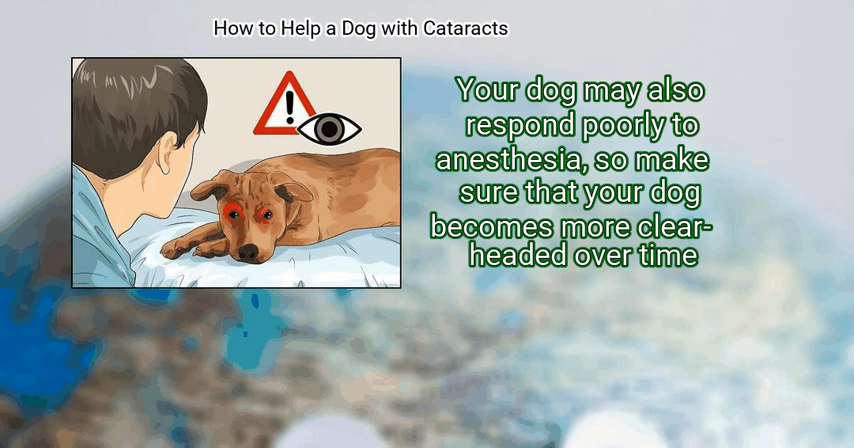 How to Help a Dog with Cataracts
Your dog may also
respond poorly to
anesthesia, so make
sure that your dog
becomes more clear-
headed over time